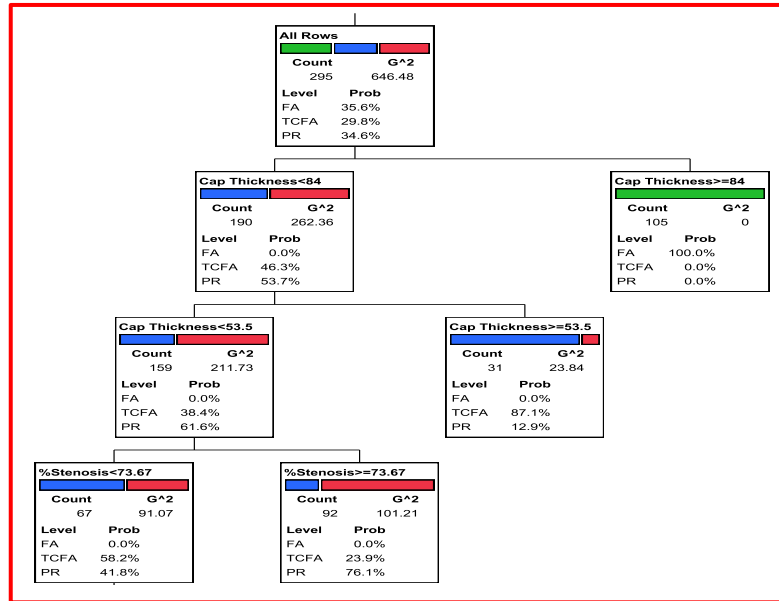 All Rows
Count G^2
295 646.48
Level Prob
FA 35.6%
TCFA 29.8%
PR 34.6%
Cap Thickness<84
Count G^2
190 262.36
Level Prob
FA 0.0%
TCFA 46.3%
PR 53.7%
Cap Thickness>=84
Count G^2
105 0
Level Prob
FA 100.0%
TCFA 0.0%
PR 0.0%
Cap Thickness<53.5
Count G^2
159 211.73
Level Prob
FA 0.0%
TCFA 38.4%
PR 61.6%
Cap Thickness>=53.5
Count G^2
31 23.84
Level Prob
FA 0.0%
TCFA 87.1%
PR 12.9%
%Stenosis<73.67
Count G^2
67 91.07
Level Prob
FA 0.0%
TCFA 58.2%
PR 41.8%
%Stenosis>=73.67
Count G^2
92 101.21
Level Prob
FA 0.0%
TCFA 23.9%
PR 76.1%